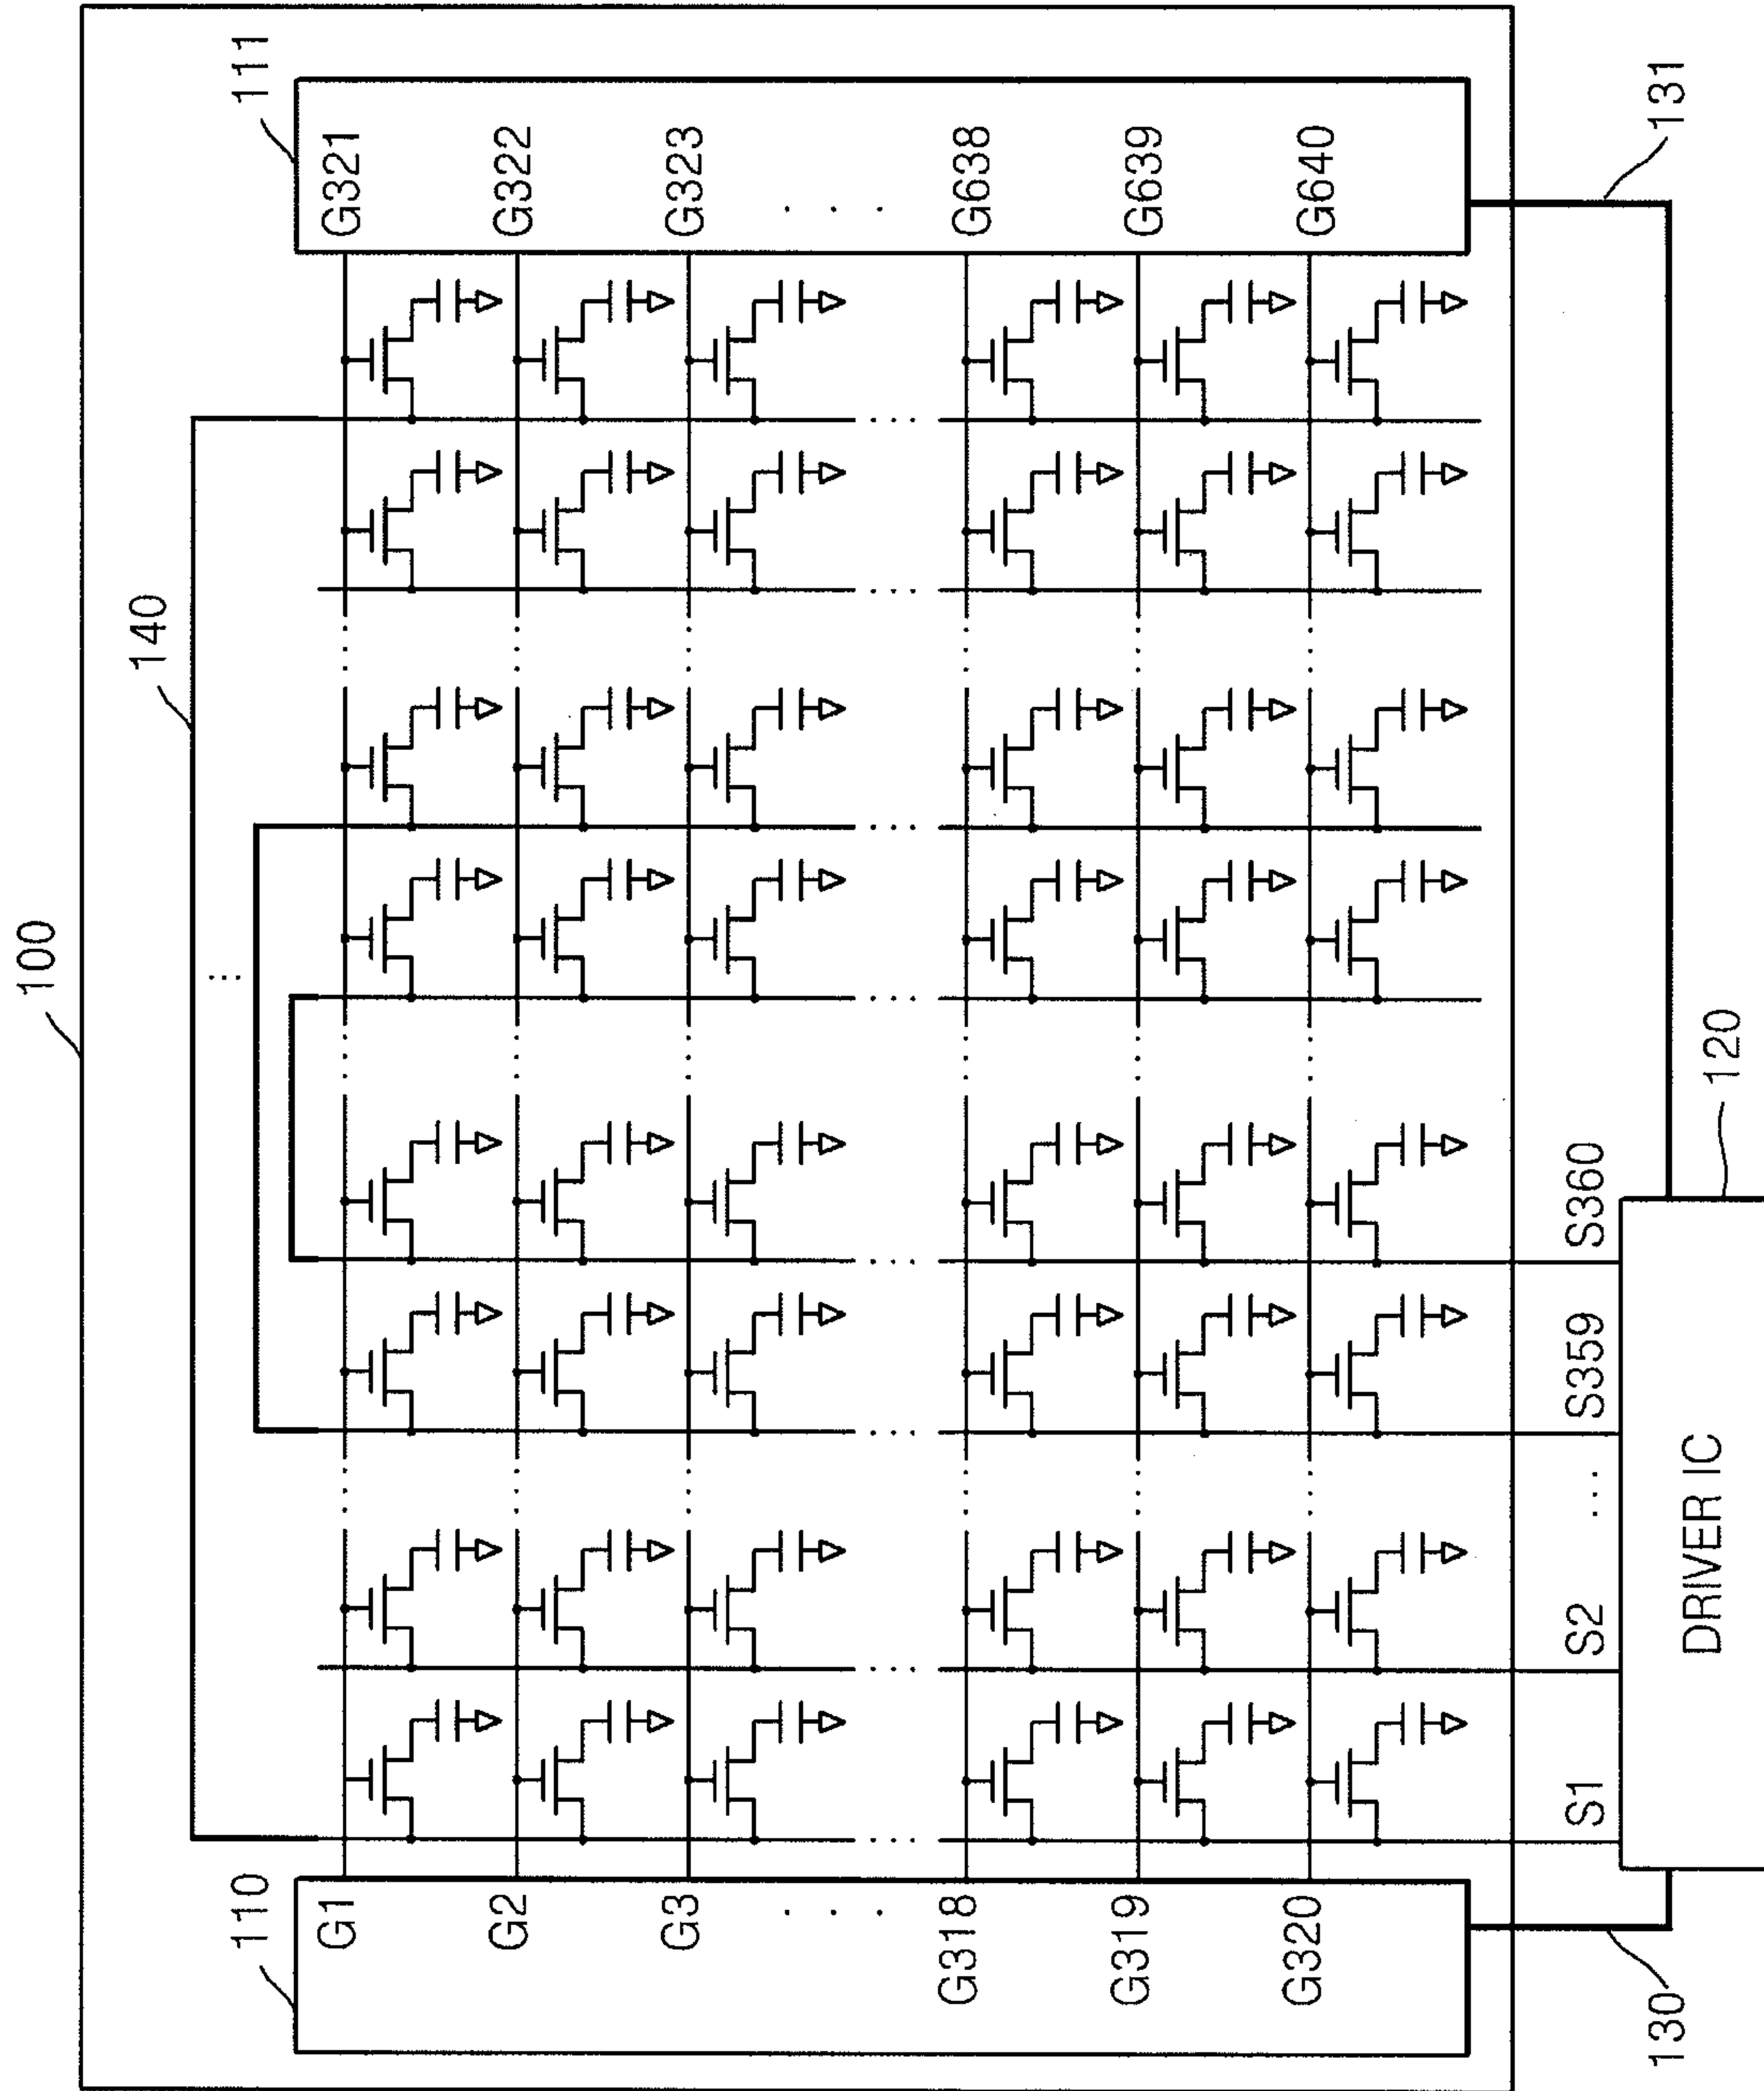 100
140
110
111
G1
G321
G2
G322
G3
G323
. . .
. . .
G318
G638
G319
G639
G320
G640
S1
S2
...
S359
S360
130
DRIVER IC
120
131